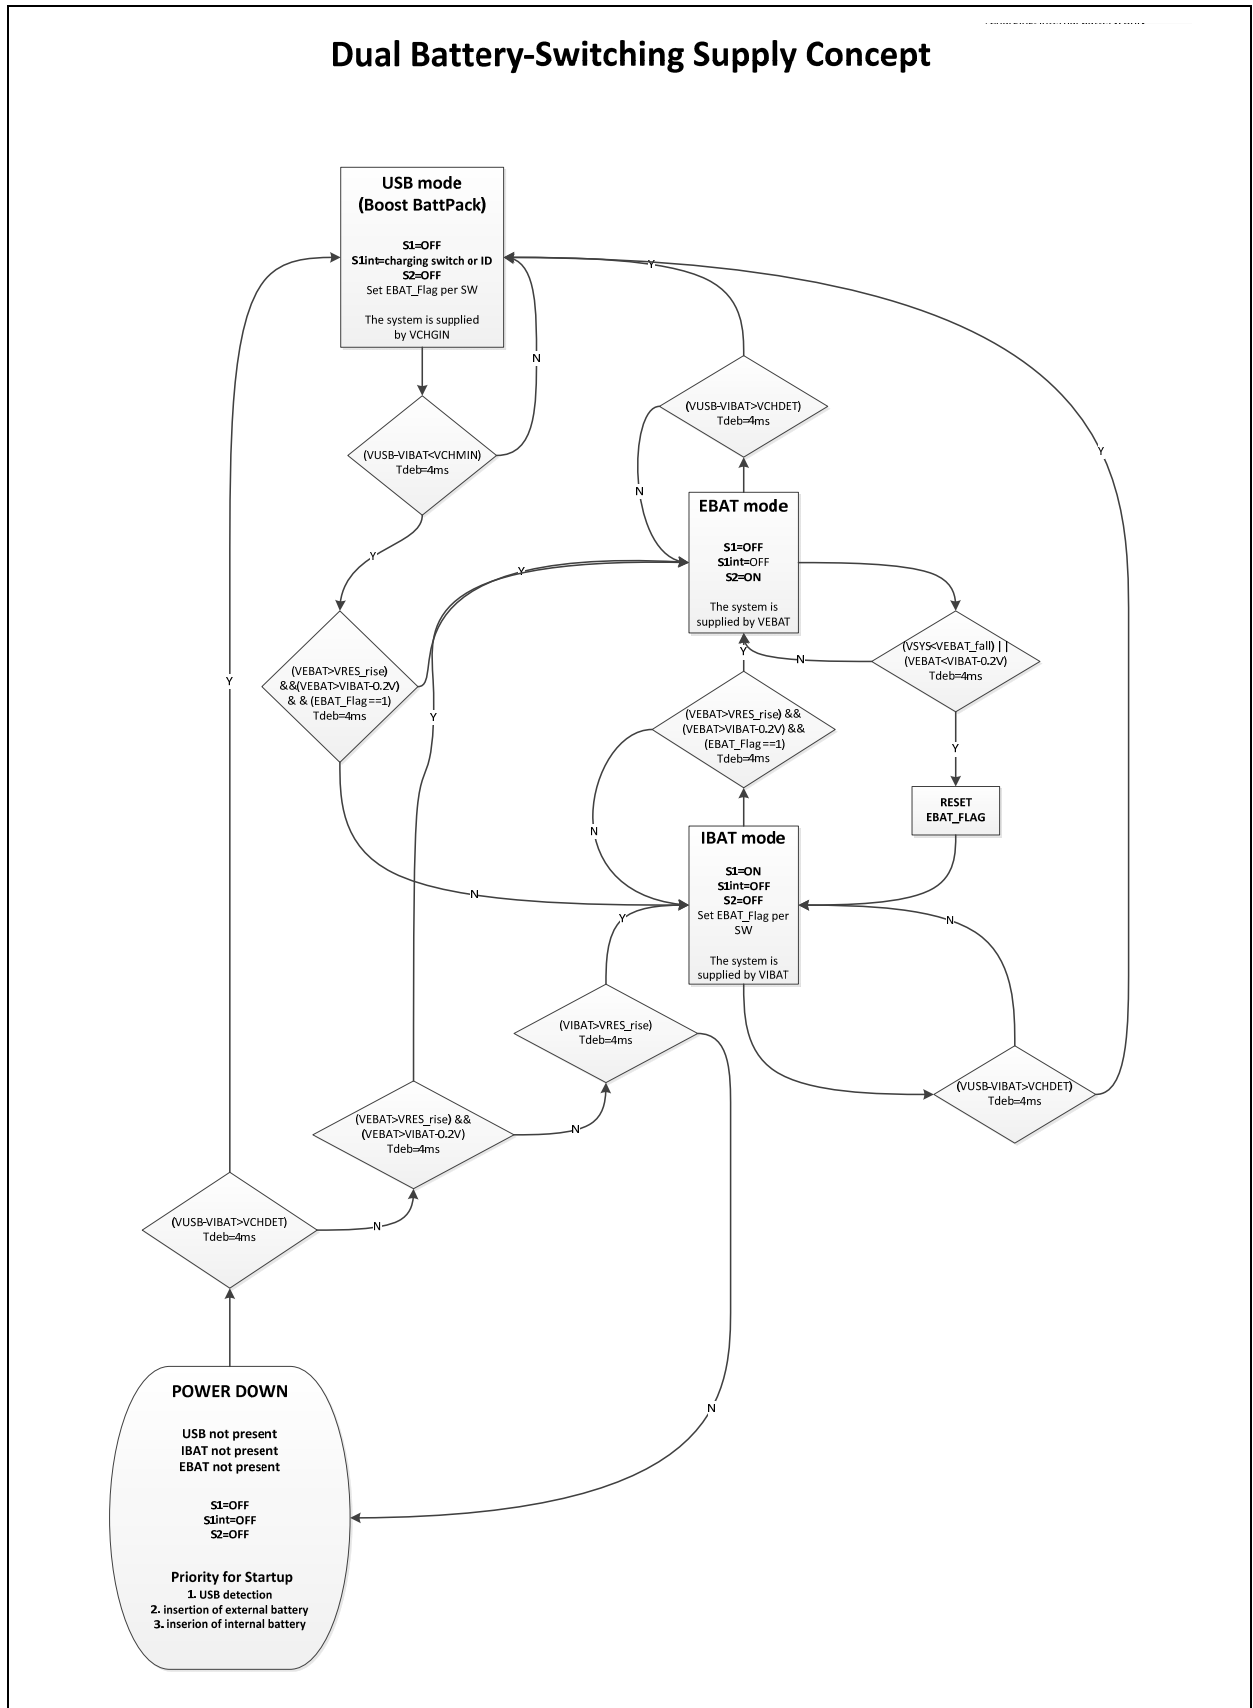 Dual Battery-Switching Supply Concept
USB mode
(Boost BattPack)
S1=OFF
S1int=charging switch or ID
S2=OFF
Set EBAT_Flag per SW
The system is supplied
by VCHGIN
Y
N
(VUSB-VIBAT>VCHDET)
Tdeb=4ms
Y
(VUSB-VIBAT<VCHMIN)
Tdeb=4ms
N
EBAT mode
S1=OFF
S1int=OFF
S2=ON
The system is
supplied by VEBAT
Y
Y
(VEBAT>VRES_rise)
&&(VEBAT>VIBAT-0.2V)
& & (EBAT_Flag==1)
Tdeb=4ms
Y
N
(VSYS<VEBAT_fall) ||
(VEBAT<VIBAT-0.2V)
Tdeb=4ms
Y
Y
(VEBAT>VRES_rise) &&
(VEBAT>VIBAT-0.2V) &&
(EBAT_Flag==1)
Tdeb=4ms
Y
Y
RESET
EBAT_FLAG
N
IBAT mode
S1=ON
S1int=OFF
S2=OFF
Set EBAT_Flag per
SW
The system is
supplied by VIBAT
N
Y
N
(VIBAT>VRES_rise)
Tdeb=4ms
(VUSB-VIBAT>VCHDET)
Tdeb=4ms
(VEBAT>VRES_rise) &&
(VEBAT>VIBAT-0.2V)
Tdeb=4ms
N
(VUSB-VIBAT>VCHDET)
Tdeb=4ms
N
N
POWER DOWN
USB not present
IBAT not present
EBAT not present
S1=OFF
S1int=OFF
S2=OFF
Priority for Startup
1. USB detection
2. insertion of external battery
3. inserion of internal battery